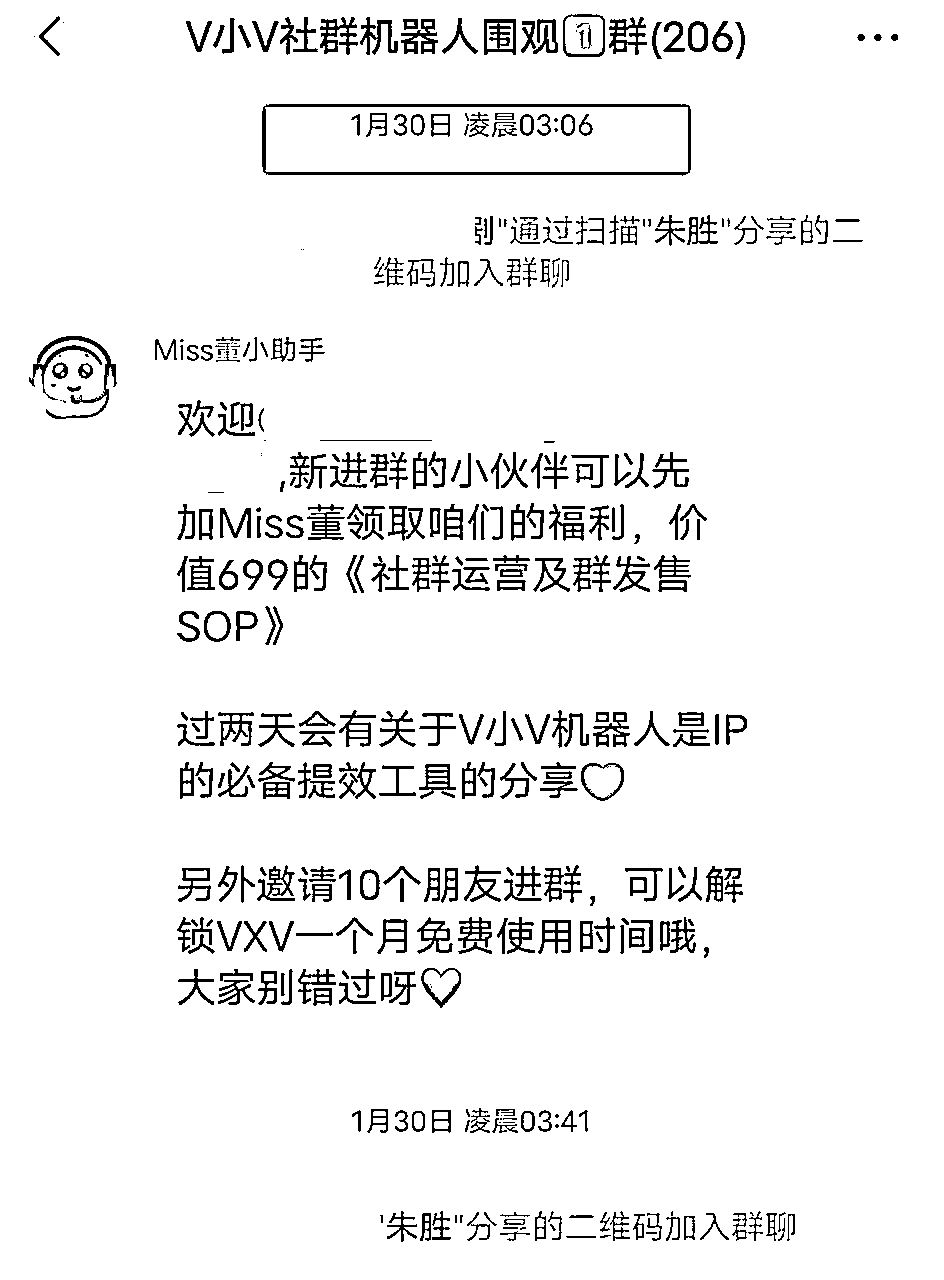 V小V社群机器人围观1️⃣群(206)
1月30日 凌晨03:06
"通过扫描"朱胜"分享的二
维码加入群聊
Miss董小助手
欢迎
,新进群的小伙伴可以先
加Miss董领取咱们的福利，价
值699的《社群运营及群发售
SOP》
过两天会有关于V小V机器人是IP
的必备提效工具的分享♡
另外邀请10个朋友进群，可以解
锁VXV一个月免费使用时间哦，
大家别错过呀♡
1月30日 凌晨03:41
"朱胜"分享的二维码加入群聊